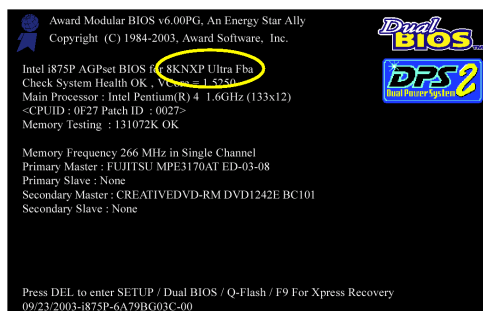 Award Modular BIOS v6.00PG, An Energy Star Ally
Copyright (C) 1984-2003, Award Software, Inc.
Dual
BIOS
Intel i875P AGPset BIOS for 8KNXP Ultra Fba
Check System Health OK , VCore = 1.5250
Main Processor : Intel Pentium(R) 4 1.6GHz (133x12)
<CPUID : 0F27 Patch ID : 0027>
Memory Testing : 131072K OK
DPS2
Dual Power System
Memory Frequency 266 MHz in Single Channel
Primary Master : FUJITSU MPE3170AT ED-03-08
Primary Slave : None
Secondary Master : CREATIVEDVD-RM DVD1242E BC101
Secondary Slave : None
Press DEL to enter SETUP / Dual BIOS / Q-Flash / F9 For Xpress Recovery
09/23/2003-i875P-6A79BG03C-00